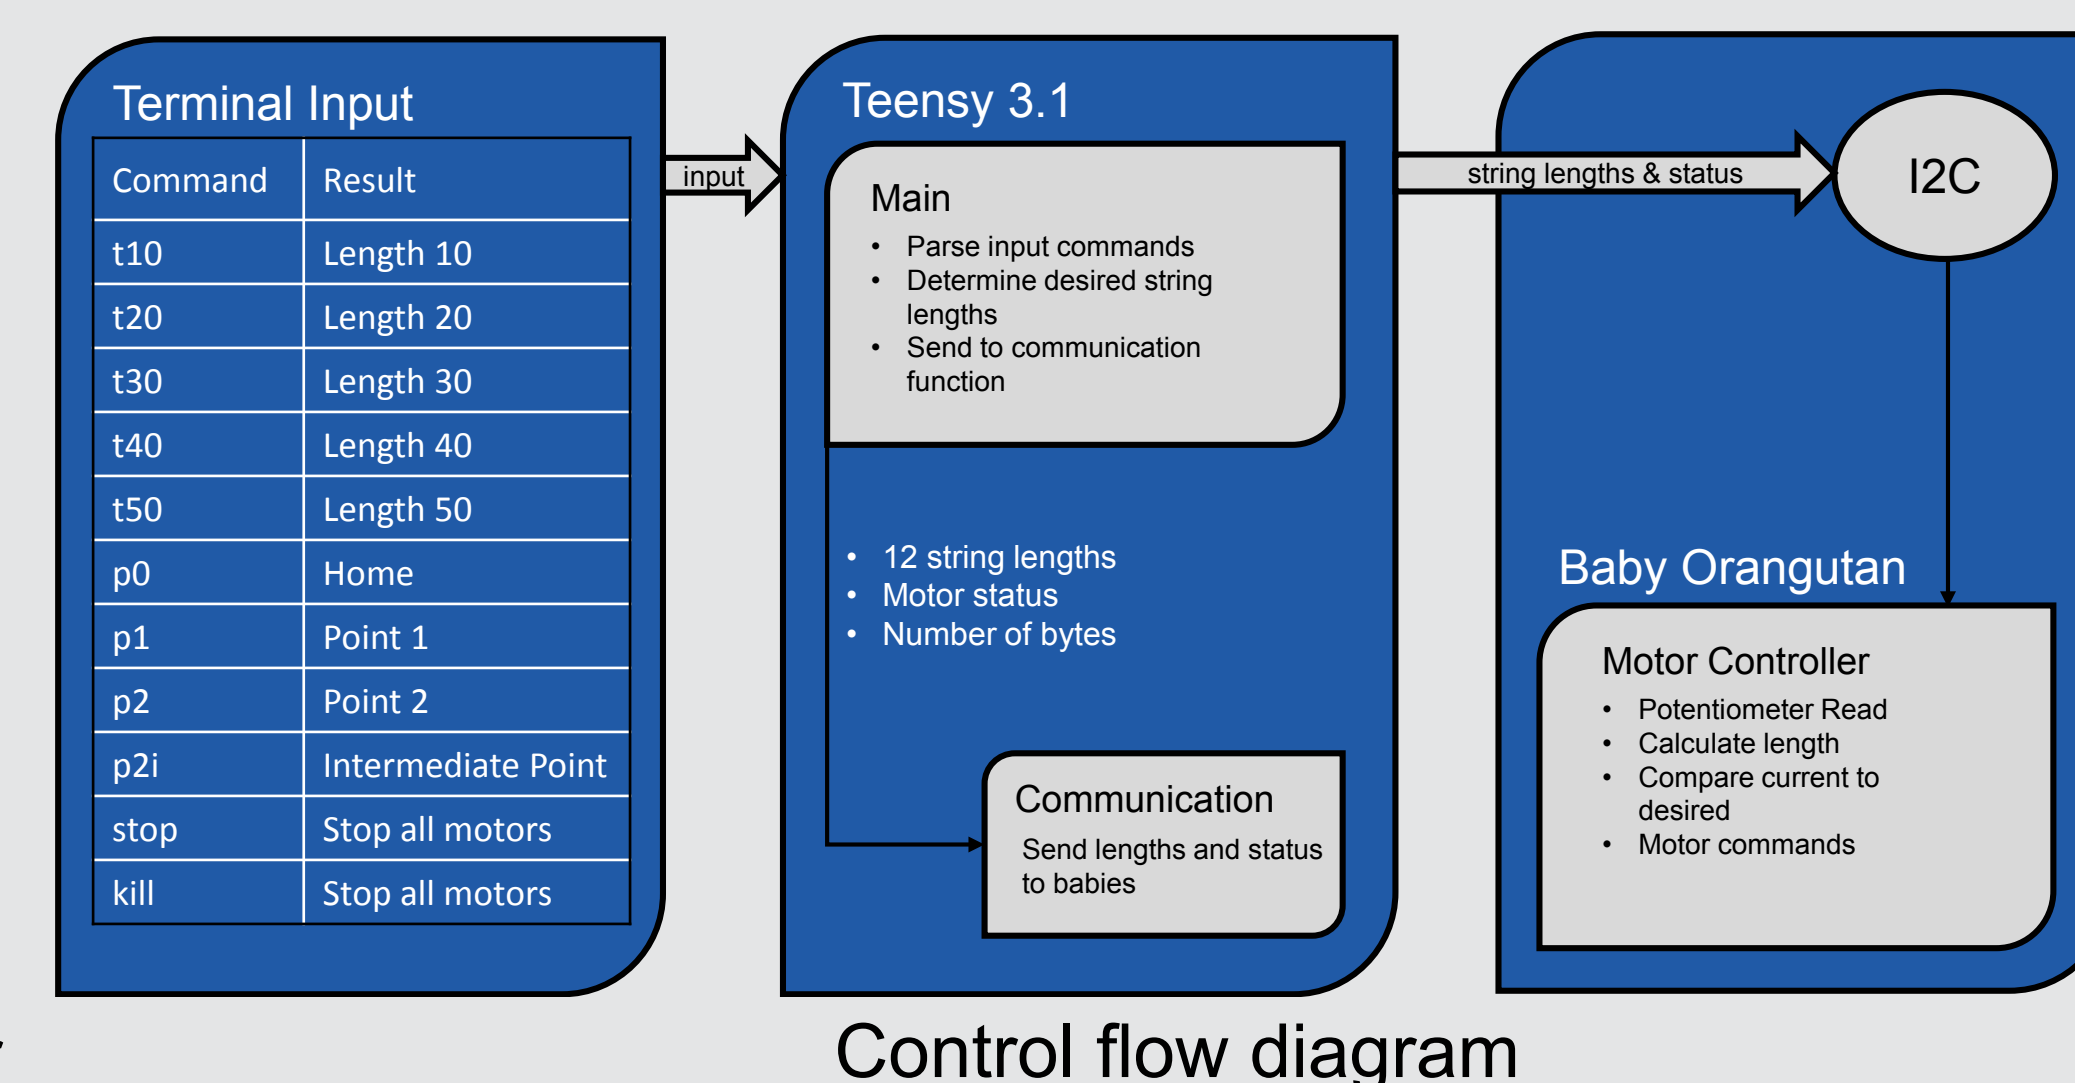 Terminal Input
Command Result
t10 Length 10
t20 Length 20
t30 Length 30
t40 Length 40
t50 Length 50
p0 Home
p1 Point 1
p2 Point 2
p2i Intermediate Point
stop Stop all motors
kill Stop all motors
input
Teensy 3.1
Main
• Parse input commands
• Determine desired string
lengths
• Send to communication
function
• 12 string lengths
• Motor status
• Number of bytes
Communication
Send lengths and status
to babies
string lengths & status
I2C
Baby Orangutan
Motor Controller
• Potentiometer Read
• Calculate length
• Compare current to
desired
• Motor commands
Control flow diagram